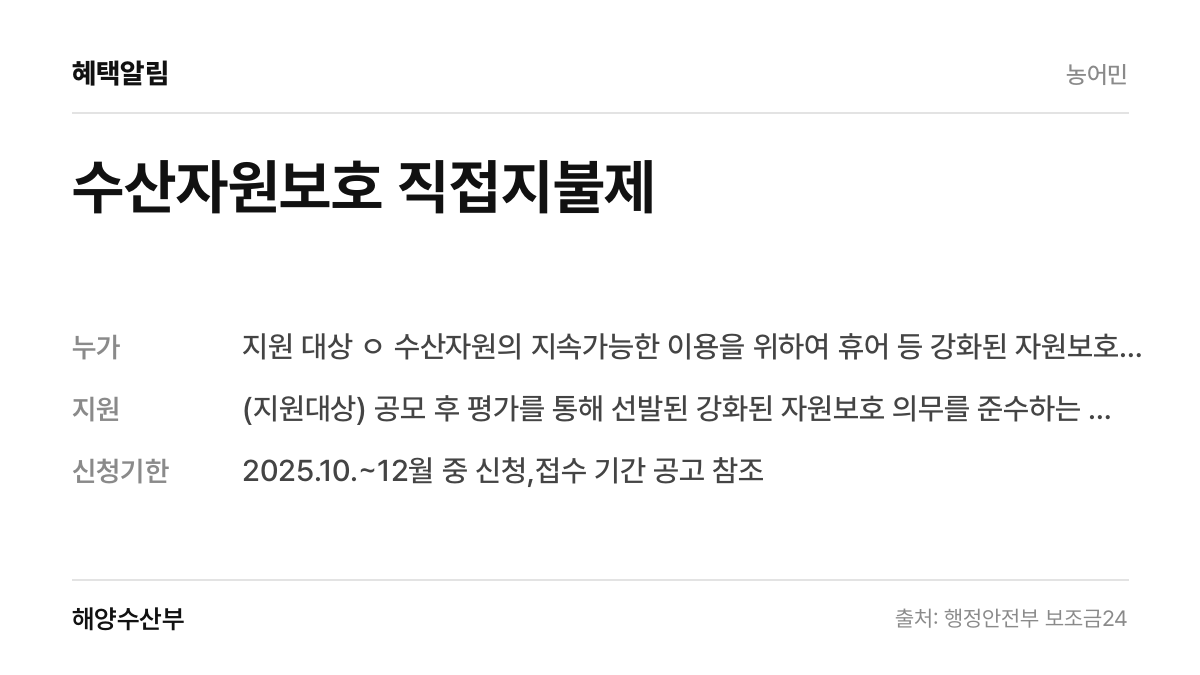 혜택알림
농어민
수산자원보호 직접지불제
누가 지원 대상 ㅇ 수산자원의 지속가능한 이용을 위하여 휴어 등 강화된 자원보호...
지원 (지원대상) 공모 후 평가를 통해 선발된 강화된 자원보호 의무를 준수하는 ...
신청기한 2025.10.~12월 중 신청,접수 기간 공고 참조
해양수산부
출처: 행정안전부 보조금24